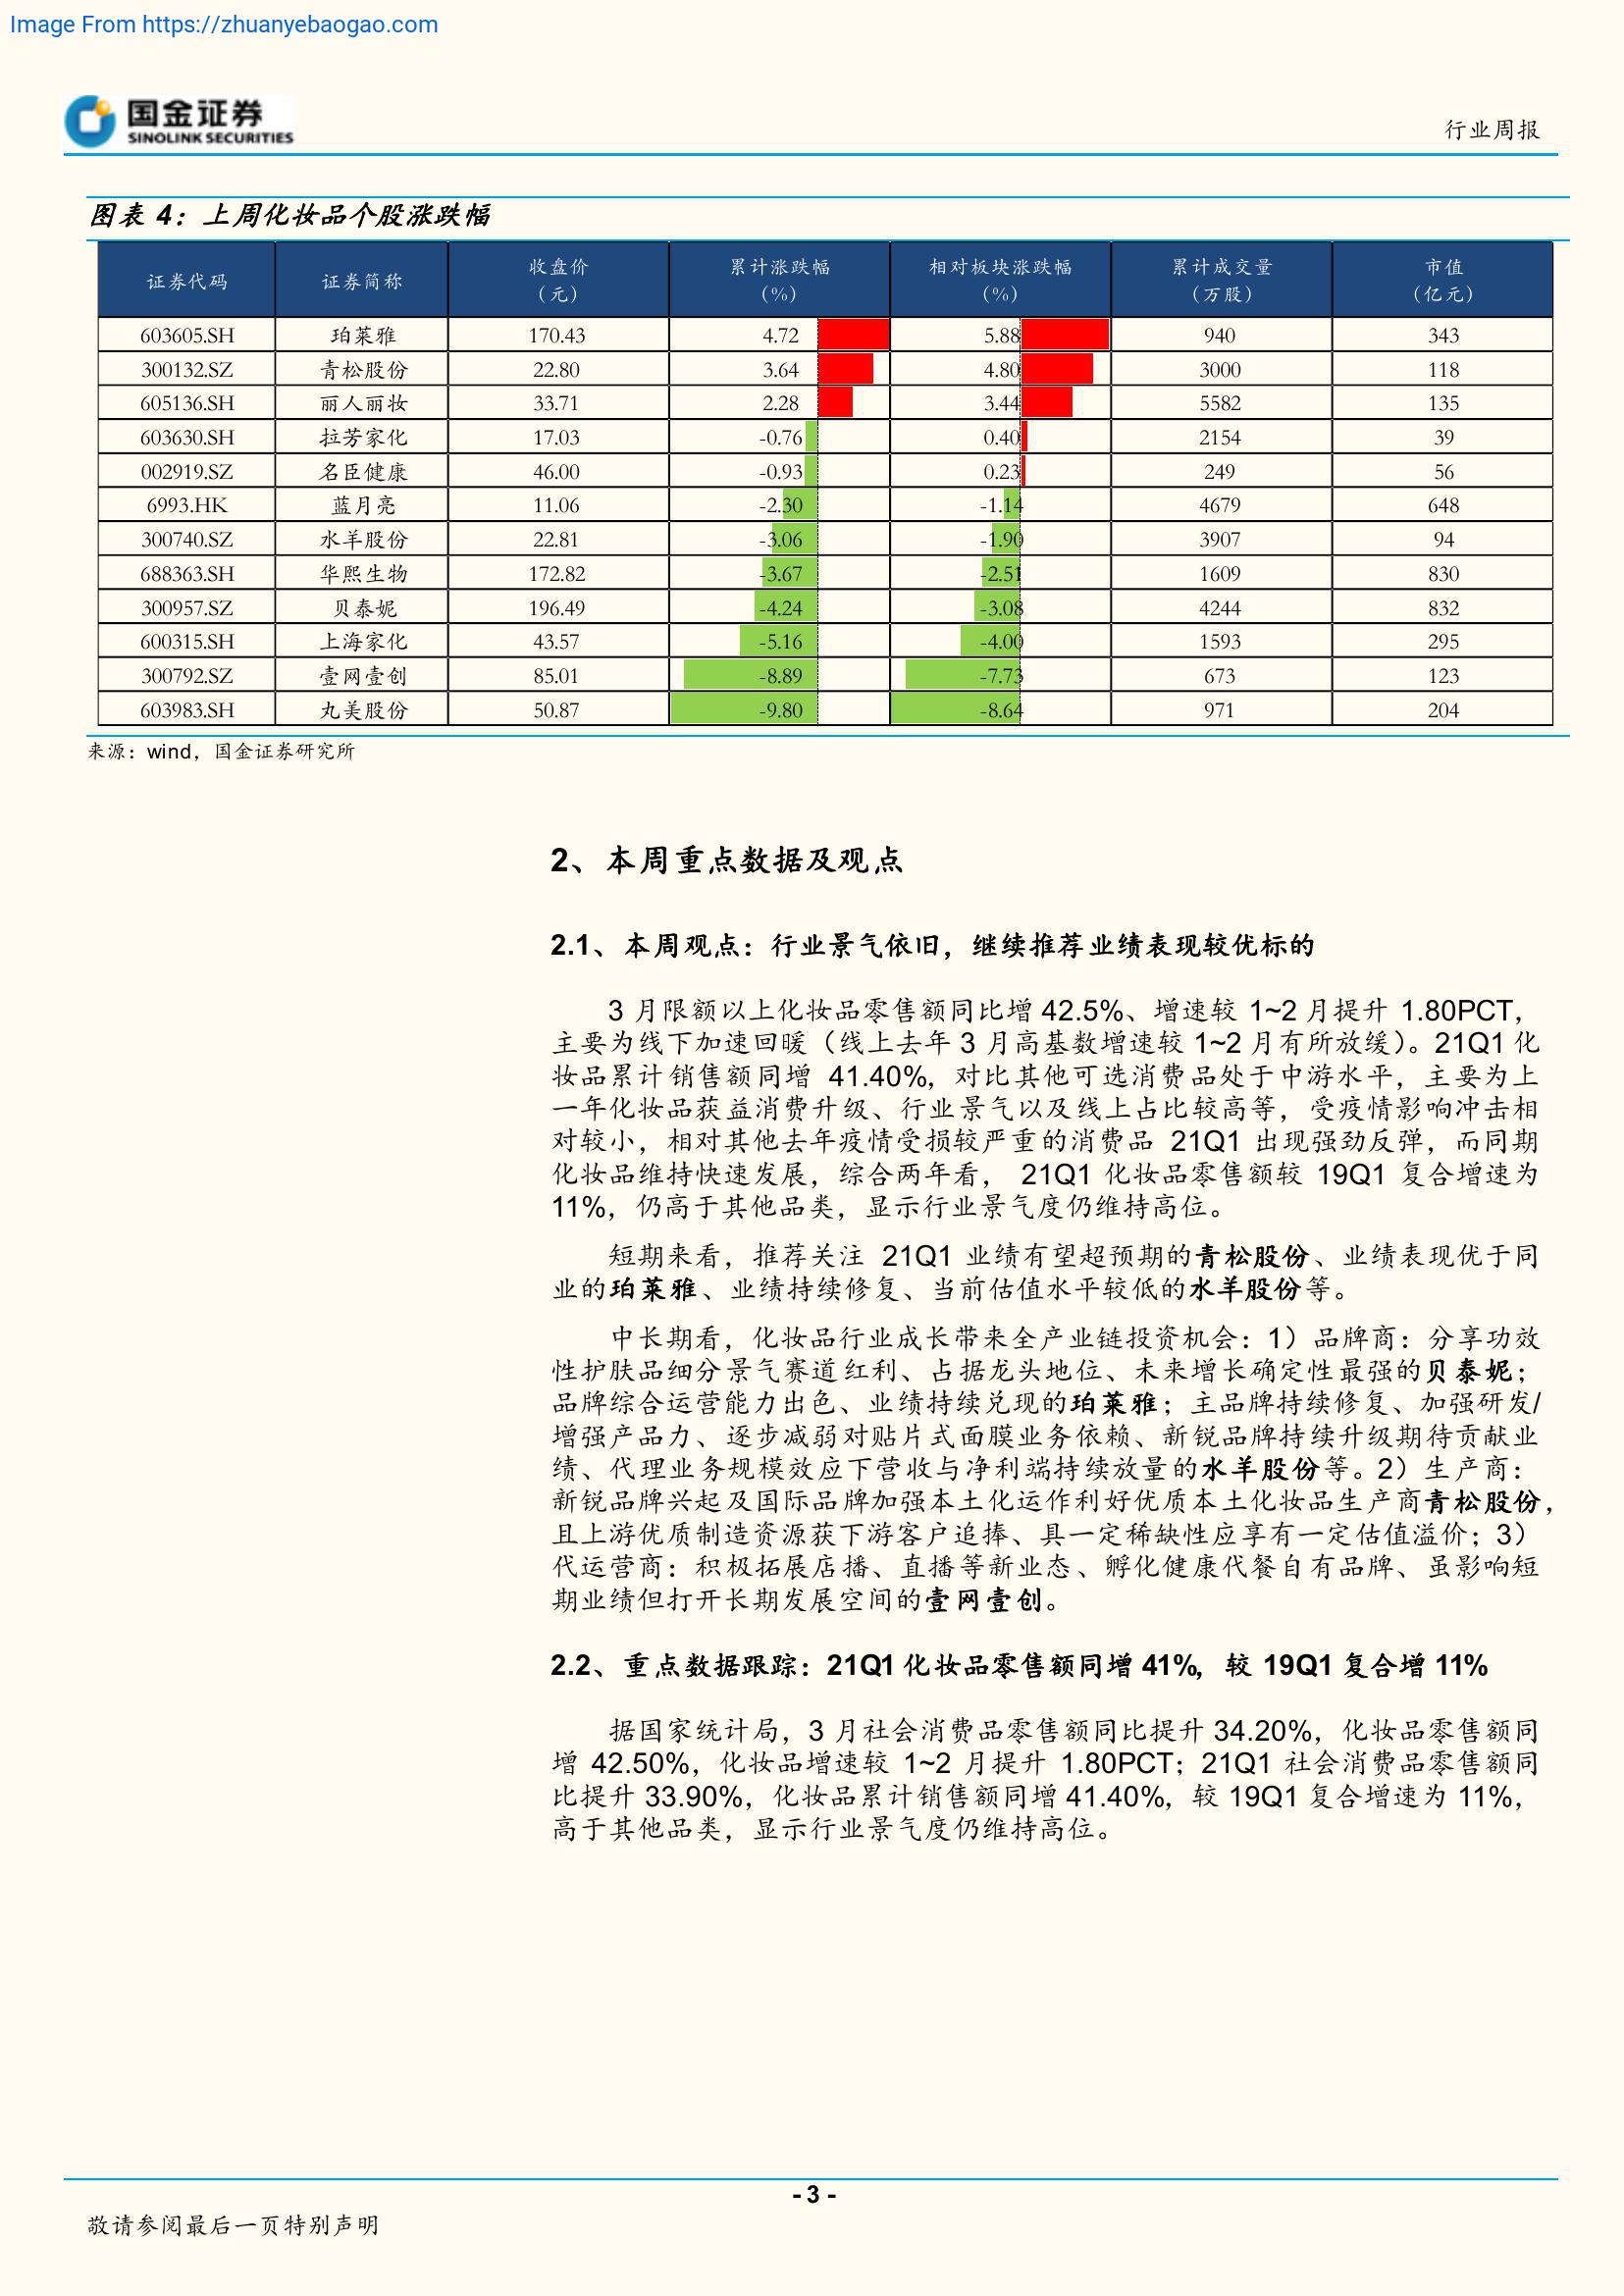 Image From https://zhuanyebaogao.com
国金证券
SINOLINK SECURITIES
行业周报
图表 4：上周化妆品个股涨跌幅
证券代码 证券简称 收盘价（元） 累计涨跌幅（%） 相对板块涨跌幅（%） 累计成交量（万股） 市值（亿元）
603605.SH 珀莱雅 170.43 4.72 5.88 940 343
300132.SZ 青松股份 22.80 3.64 4.80 3000 118
605136.SH 丽人丽妆 33.71 2.28 3.44 5582 135
603630.SH 拉芳家化 17.03 -0.76 0.40 2154 39
002919.SZ 名臣健康 46.00 -0.93 0.23 249 56
6993.HK 蓝月亮 11.06 -2.30 -1.14 4679 648
300740.SZ 水羊股份 22.81 -3.06 -1.90 3907 94
688363.SH 华熙生物 172.82 -3.67 -2.51 1609 830
300957.SZ 贝泰妮 196.49 -4.24 -3.08 4244 832
600315.SH 上海家化 43.57 -5.16 -4.00 1593 295
300792.SZ 壹网壹创 85.01 -8.89 -7.73 673 123
603983.SH 丸美股份 50.87 -9.80 -8.64 971 204
来源：wind，国金证券研究所
2、本周重点数据及观点
2.1、本周观点：行业景气依旧，继续推荐业绩表现较优标的
3 月限额以上化妆品零售额同比增 42.5%、增速较 1~2 月提升 1.80PCT，
主要为线下加速回暖（线上去年 3 月高基数增速较 1~2 月有所放缓）。21Q1 化
妆品累计销售额同增 41.40%，对比其他可选消费品处于中游水平，主要为上
一年化妆品获益消费升级、行业景气以及线上占比较高等，受疫情影响冲击相
对较小，相对其他去年疫情受损较严重的消费品 21Q1 出现强劲反弹，而同期
化妆品维持快速发展，综合两年看， 21Q1 化妆品零售额较 19Q1 复合增速为
11%，仍高于其他品类，显示行业景气度仍维持高位。
短期来看，推荐关注 21Q1 业绩有望超预期的青松股份、业绩表现优于同
业的珀莱雅、业绩持续修复、当前估值水平较低的水羊股份等。
中长期看，化妆品行业成长带来全产业链投资机会：1）品牌商：分享功效
性护肤品细分景气赛道红利、占据龙头地位、未来增长确定性最强的贝泰妮；
品牌综合运营能力出色、业绩持续兑现的珀莱雅；主品牌持续修复、加强研发/
增强产品力、逐步减弱对贴片式面膜业务依赖、新锐品牌持续升级期待贡献业
绩、代理业务规模效应下营收与净利端持续放量的水羊股份等。2）生产商：
新锐品牌兴起及国际品牌加强本土化运作利好优质本土化妆品生产商青松股份，
且上游优质制造资源获下游客户追捧、具一定稀缺性应享有一定估值溢价；3）
代运营商：积极拓展店播、直播等新业态、孵化健康代餐自有品牌、虽影响短
期业绩但打开长期发展空间的壹网壹创。
2.2、重点数据跟踪：21Q1 化妆品零售额同增 41%，较 19Q1 复合增 11%
据国家统计局，3 月社会消费品零售额同比提升 34.20%，化妆品零售额同
增 42.50%，化妆品增速较 1~2 月提升 1.80PCT；21Q1 社会消费品零售额同
比提升 33.90%，化妆品累计销售额同增 41.40%，较 19Q1 复合增速为 11%，
高于其他品类，显示行业景气度仍维持高位。
- 3 -
敬请参阅最后一页特别声明